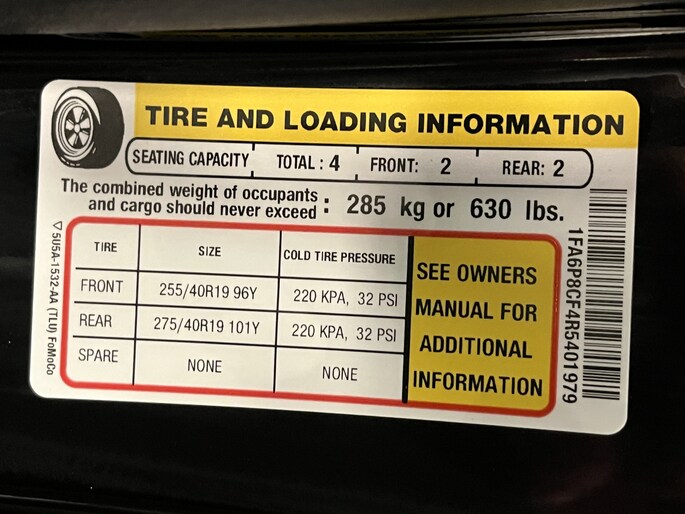 TIRE AND LOADING INFORMATION
SEATING CAPACITY TOTAL : 4 FRONT: 2 REAR: 2
The combined weight of occupants
and cargo should never exceed : 285 kg or 630 lbs.
TIRE SIZE COLD TIRE PRESSURE
FRONT 255/40R19 96Y 220 KPA, 32 PSI
REAR 275/40R19 101Y 220 KPA, 32 PSI
SPARE NONE NONE
SEE OWNERS
MANUAL FOR
ADDITIONAL
INFORMATION
1FA6P8CF4R5401979
▽5U5A-1532-AA (TLU) FoMoCo